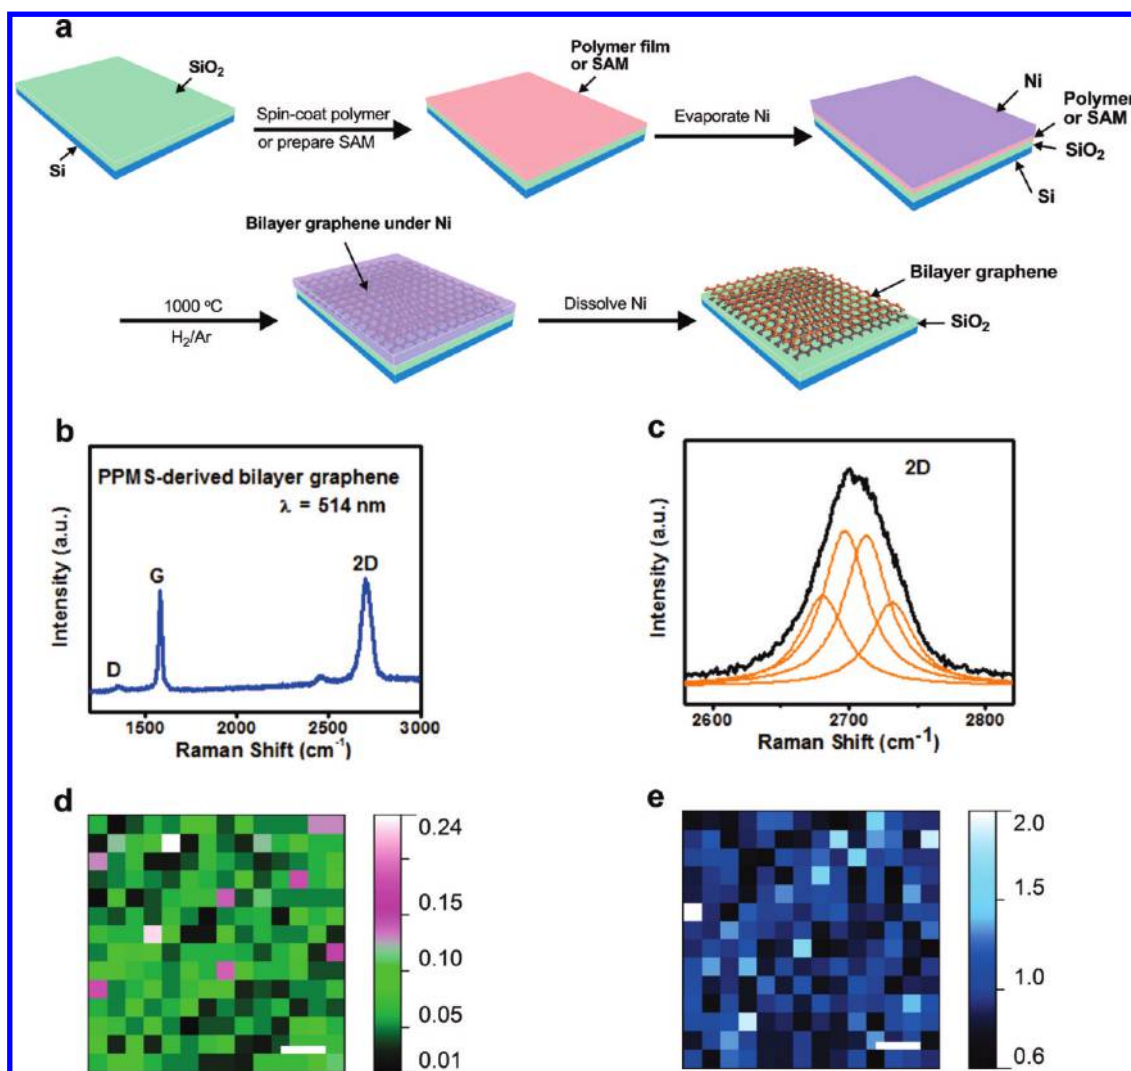 a
SiO2
Si
Spin-coat polymer
or prepare SAM
Polymer film
or SAM
Evaporate Ni
Ni
Polymer
or SAM
SiO2
Si
1000 ºC
H2/Ar
Bilayer graphene under Ni
Dissolve Ni
Bilayer graphene
SiO2
b
PPMS-derived bilayer graphene
λ = 514 nm
D
G
2D
Intensity (a.u.)
1500 2000 2500 3000
Raman Shift (cm-1)
c
2D
Intensity (a.u.)
2600 2700 2800
Raman Shift (cm-1)
d
0.24
0.15
0.10
0.05
0.01
e
2.0
1.5
1.0
0.6